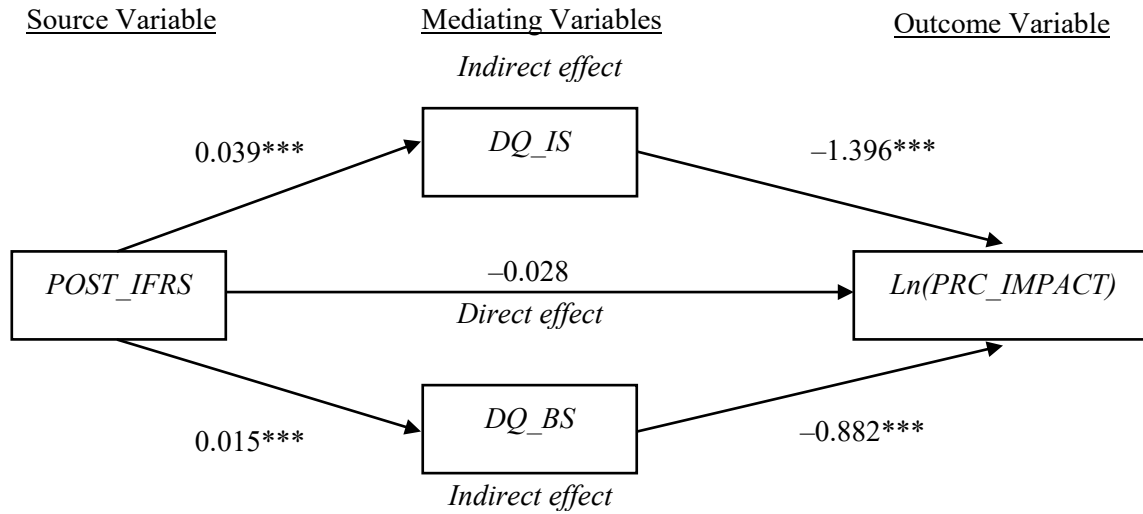 Source Variable
Mediating Variables
Outcome Variable
Indirect effect
0.039***
DQ_IS
–1.396***
POST_IFRS
–0.028
Direct effect
Ln(PRC_IMPACT)
0.015***
DQ_BS
–0.882***
Indirect effect